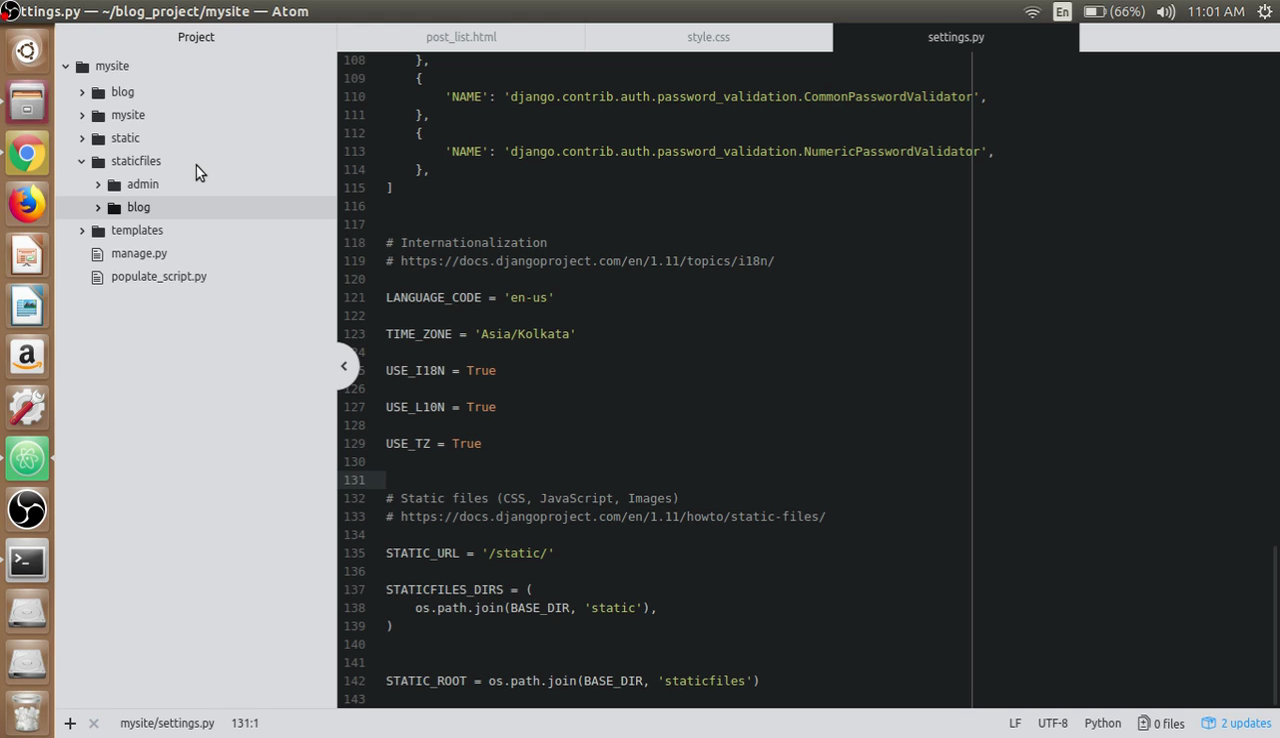 ttings.py — ~/blog_project/mysite — Atom
En
(66%)
11:01 AM
Project
post_list.html
style.css
settings.py
mysite
blog
mysite
static
staticfiles
admin
blog
templates
manage.py
populate_script.py
108 },
109 {
110 'NAME': 'django.contrib.auth.password_validation.CommonPasswordValidator',
111 },
112 {
113 'NAME': 'django.contrib.auth.password_validation.NumericPasswordValidator',
114 },
115 ]
116
117
118 # Internationalization
119 # https://docs.djangoproject.com/en/1.11/topics/i18n/
120
121 LANGUAGE_CODE = 'en-us'
122
123 TIME_ZONE = 'Asia/Kolkata'
24
5 USE_I18N = True
126
127 USE_L10N = True
128
129 USE_TZ = True
130
131
132 # Static files (CSS, JavaScript, Images)
133 # https://docs.djangoproject.com/en/1.11/howto/static-files/
134
135 STATIC_URL = '/static/'
136
137 STATICFILES_DIRS = (
138 os.path.join(BASE_DIR, 'static'),
139 )
140
141
142 STATIC_ROOT = os.path.join(BASE_DIR, 'staticfiles')
143
mysite/settings.py 131:1
LF UTF-8 Python 0 files 2 updates